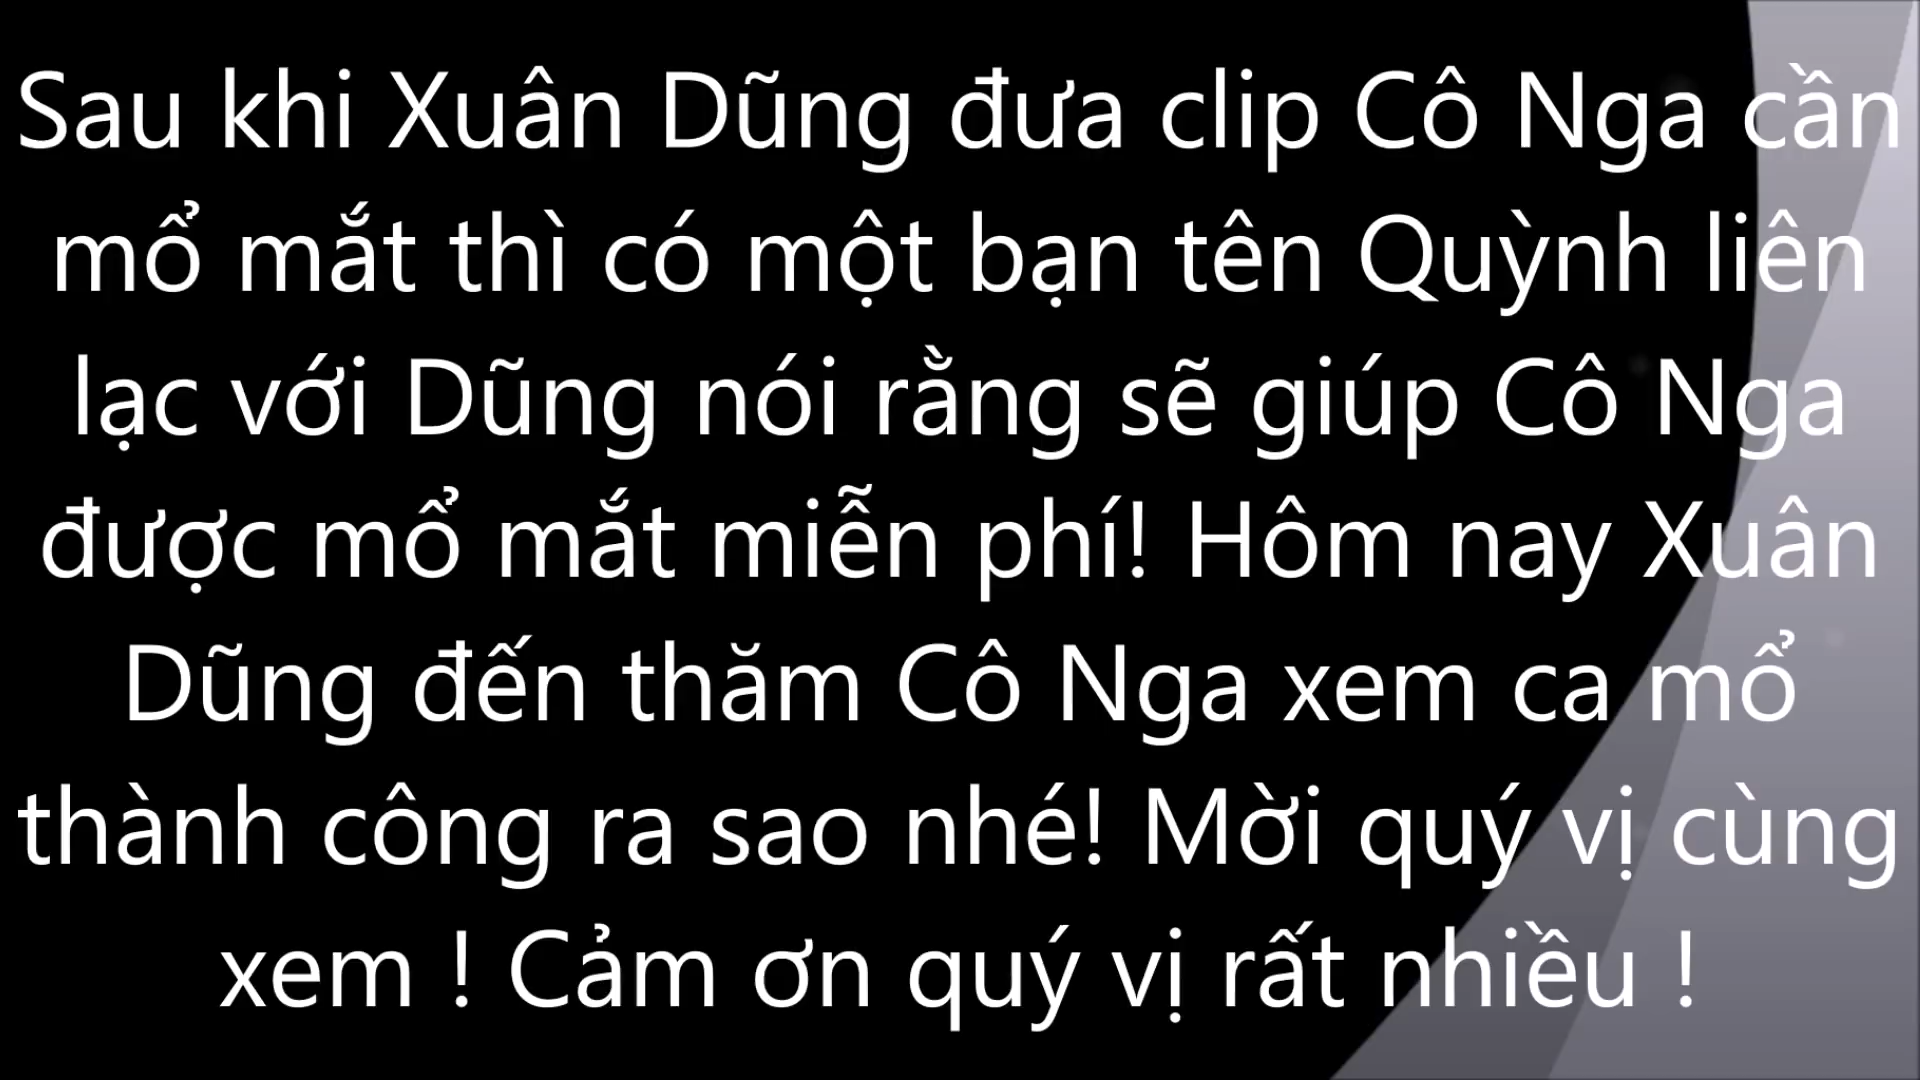 Sau khi Xuân Dũng đưa clip Cô Nga cần
mổ mắt thì có một bạn tên Quỳnh liên
lạc với Dũng nói rằng sẽ giúp Cô Nga
được mổ mắt miễn phí! Hôm nay Xuân
Dũng đến thăm Cô Nga xem ca mổ
thành công ra sao nhé! Mời quý vị cùng
xem ! Cảm ơn quý vị rất nhiều !